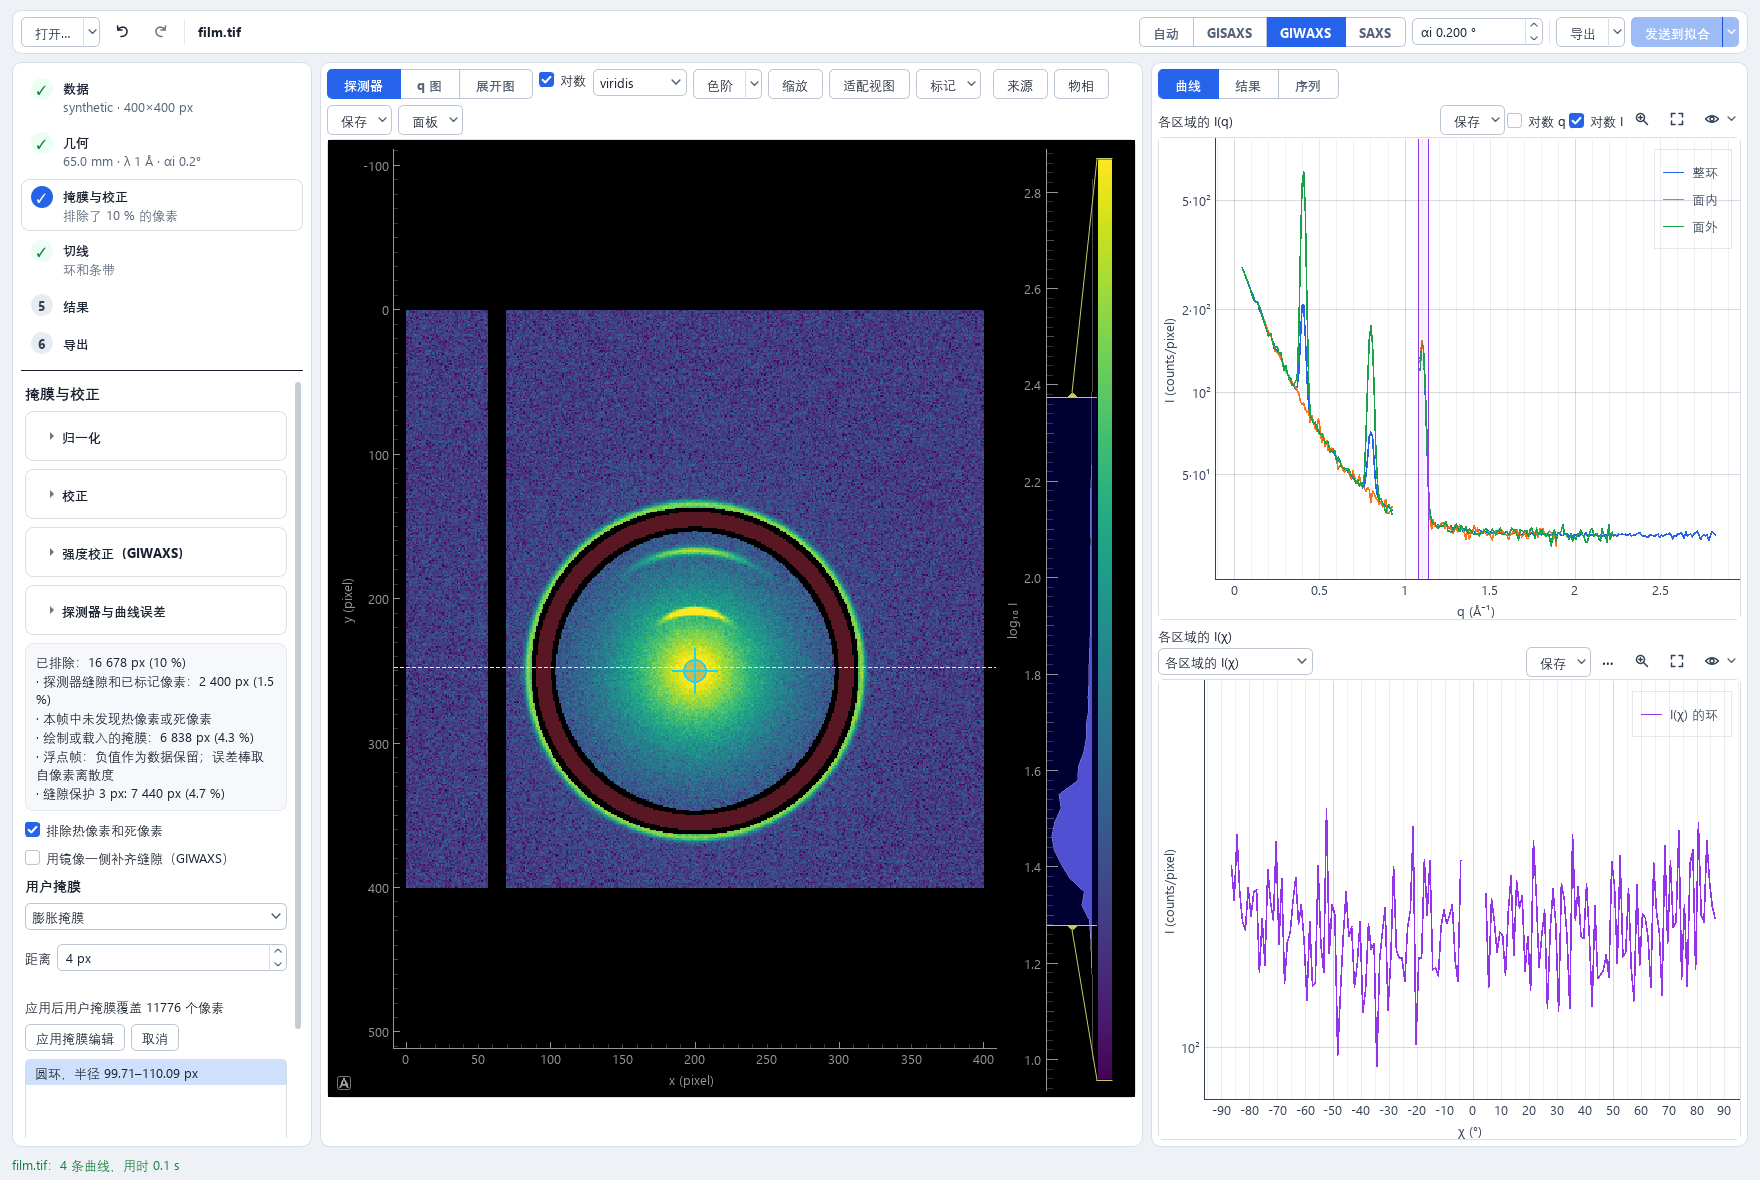 打开...
film.tif
自动
GISAXS
GIWAXS
SAXS
αi 0.200 °
导出
发送到拟合
数据
synthetic · 400×400 px
几何
65.0 mm · λ 1 Å · αi 0.2°
掩膜与校正
排除了 10 % 的像素
切线
环和条带
5 结果
6 导出
掩膜与校正
归一化
校正
强度校正（GIWAXS）
探测器与曲线误差
已排除：16 678 px (10 %)
· 探测器缝隙和已标记像素：2 400 px (1.5
%)
· 本帧中未发现热像素或死像素
· 绘制或载入的掩膜：6 838 px (4.3 %)
· 浮点帧：负值作为数据保留；误差棒取
自像素离散度
· 缝隙保护 3 px: 7 440 px (4.7 %)
排除热像素和死像素
用镜像一侧补齐缝隙（GIWAXS）
用户掩膜
膨胀掩膜
距离 4 px
应用后用户掩膜覆盖 11776 个像素
应用掩膜编辑 取消
圆环，半径 99.71–110.09 px
film.tif：4 条曲线，用时 0.1 s
探测器
q 图
展开图
对数
viridis
色阶
缩放
适配视图
标记
来源
物相
保存
面板
-100
0
100
200
300
400
500
y (pixel)
0 50 100 150 200 250 300 350 400
x (pixel)
A
2.8
2.6
2.4
2.2
2.0
1.8
1.6
1.4
1.2
1.0
log₁₀ I
曲线
结果
序列
各区域的 I(q)
保存
对数 q
对数 I
整环
面内
面外
5·10²
2·10²
10²
5·10¹
I (counts/pixel)
0 0.5 1 1.5 2 2.5
q (Å⁻¹)
各区域的 I(χ)
各区域的 I(χ)
保存
...
I(χ) 的环
I (counts/pixel)
10²
-90 -80 -70 -60 -50 -40 -30 -20 -10 0 10 20 30 40 50 60 70 80 90
χ (°)